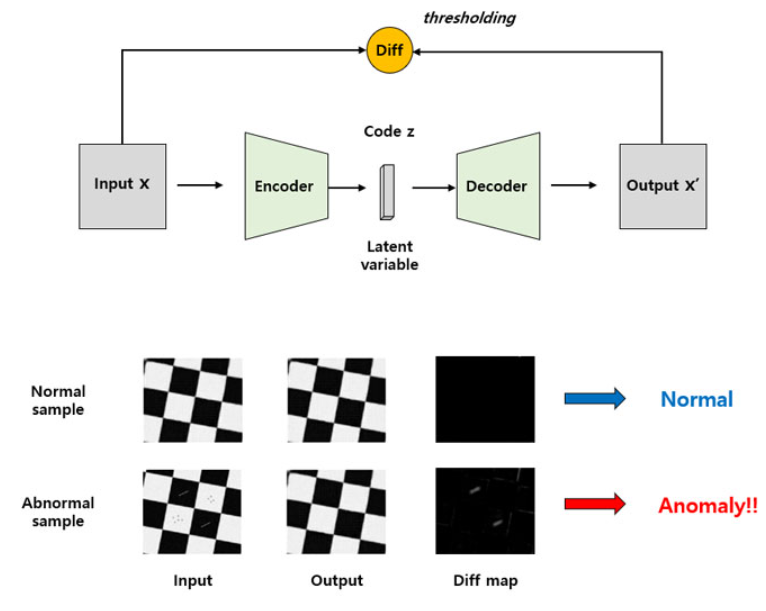 thresholding
Diff
Code z
Input X
Encoder
Decoder
Output X′
Latent
variable
Normal
sample
Normal
Abnormal
sample
Anomaly!!
Input
Output
Diff map